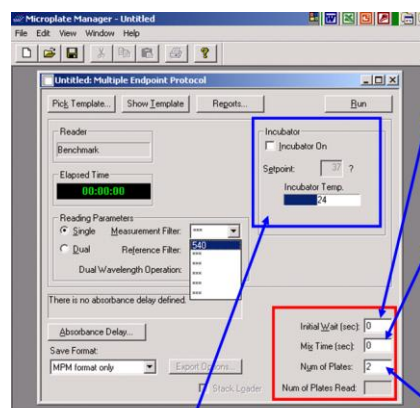 Microplate Manager - Untitled
File Edit View Window Help
Untitled: Multiple Endpoint Protocol
Pick Template... Show Template Reports... Run
Reader
Benchmark
Elapsed Time
00:00:00
Reading Parameters
Single Measurement Filter: ***
540
***
***
***
***
Dual Reference Filter:
Dual Wavelength Operation:
Incubator
Incubator On
Setpoint: 37 ?
Incubator Temp.
24
There is no absorbance delay defined.
Absorbance Delay...
Save Format:
MPM format only Export Options...
Stack Loader
Initial Wait (sec): 0
Mix Time (sec): 0
Num of Plates: 2
Num of Plates Read: